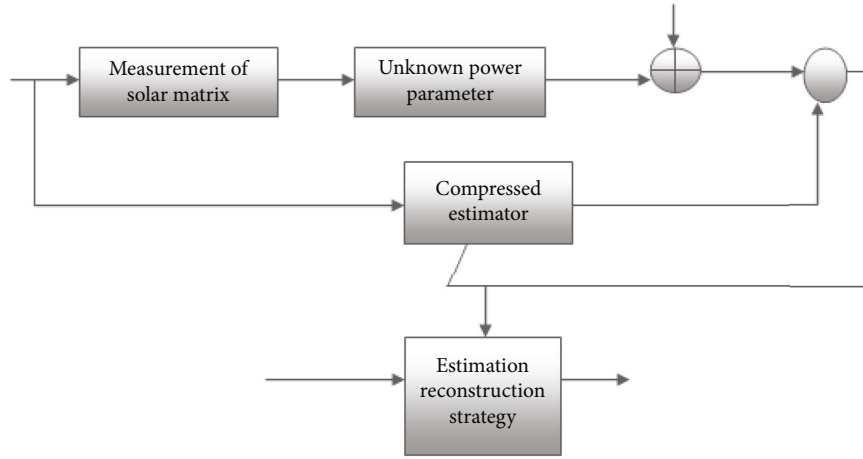 Measurement of
solar matrix
Unknown power
parameter
Compressed
estimator
Estimation
reconstruction
strategy